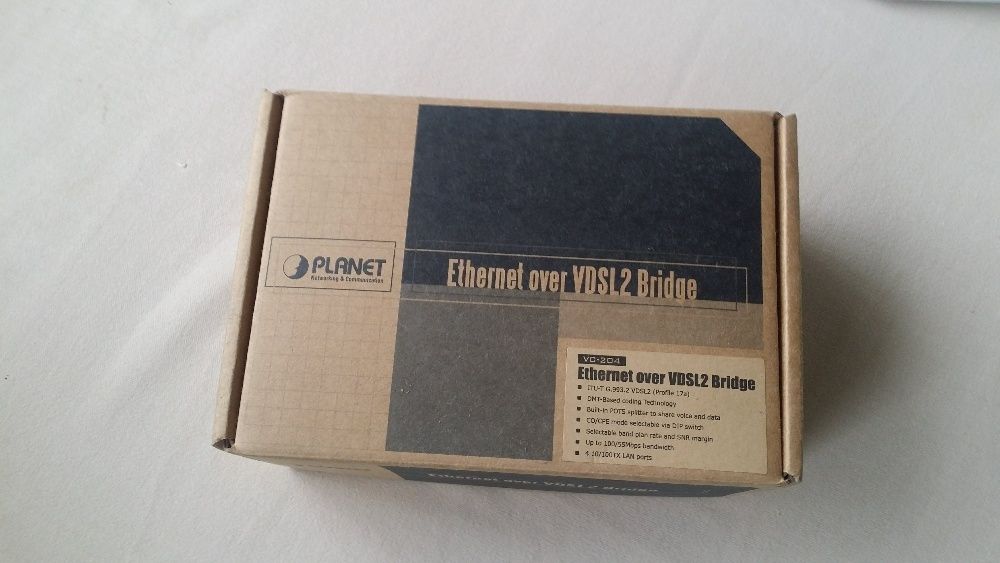 PLANET
Networking & Communication
Ethernet over VDSL2 Bridge
VC-204
Ethernet over VDSL2 Bridge
ITU-T G.993.2 VDSL2 (Profile 17a)
DMT-Based coding Technology
Built-in POTS splitter to share voice and data
CO/CPE mode selectable via DIP switch
Selectable band plan rate and SNR margin
Up to 100/55Mbps bandwidth
4 10/100TX LAN ports
Ethernet over VDSL2 Bridge